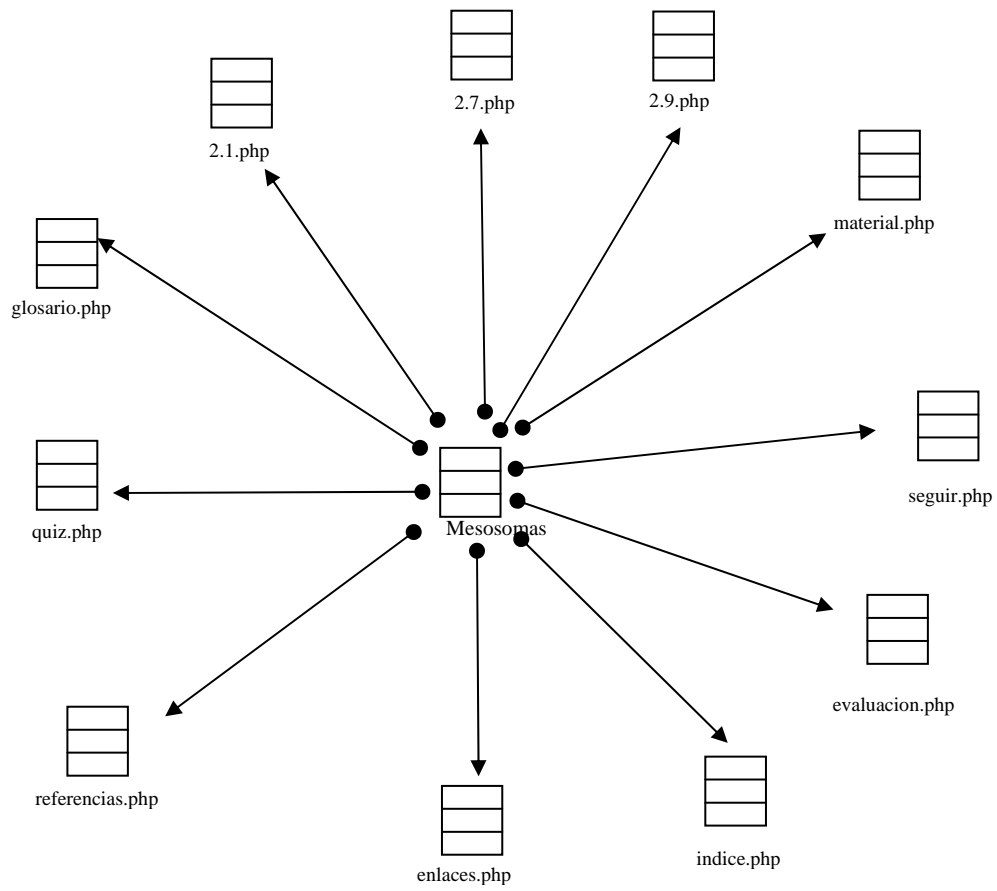 2.7.php
2.9.php
2.1.php
material.php
glosario.php
seguir.php
quiz.php
Mesosomas
evaluacion.php
referencias.php
indice.php
enlaces.php